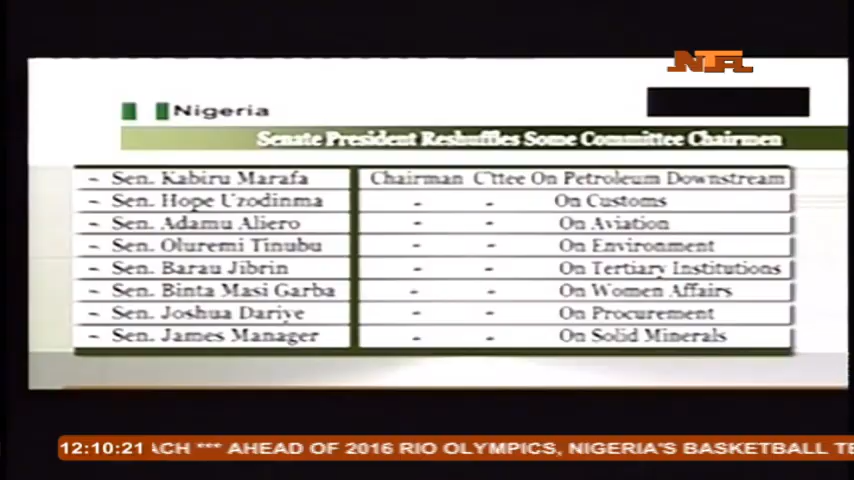 NTA
Nigeria
Senate President Reshuffles Some Committee Chairmen
- Sen. Kabiru Marafa Chairman C'ttee On Petroleum Downstream
- Sen. Hope Uzodinma - - On Customs
- Sen. Adamu Aliero - - On Aviation
- Sen. Oluremi Tinubu - - On Environment
- Sen. Barau Jibrin - - On Tertiary Institutions
- Sen. Binta Masi Garba - - On Women Affairs
- Sen. Joshua Dariye - - On Procurement
- Sen. James Manager - - On Solid Minerals
12:10:21 ACH *** AHEAD OF 2016 RIO OLYMPICS, NIGERIA'S BASKETBALL TE